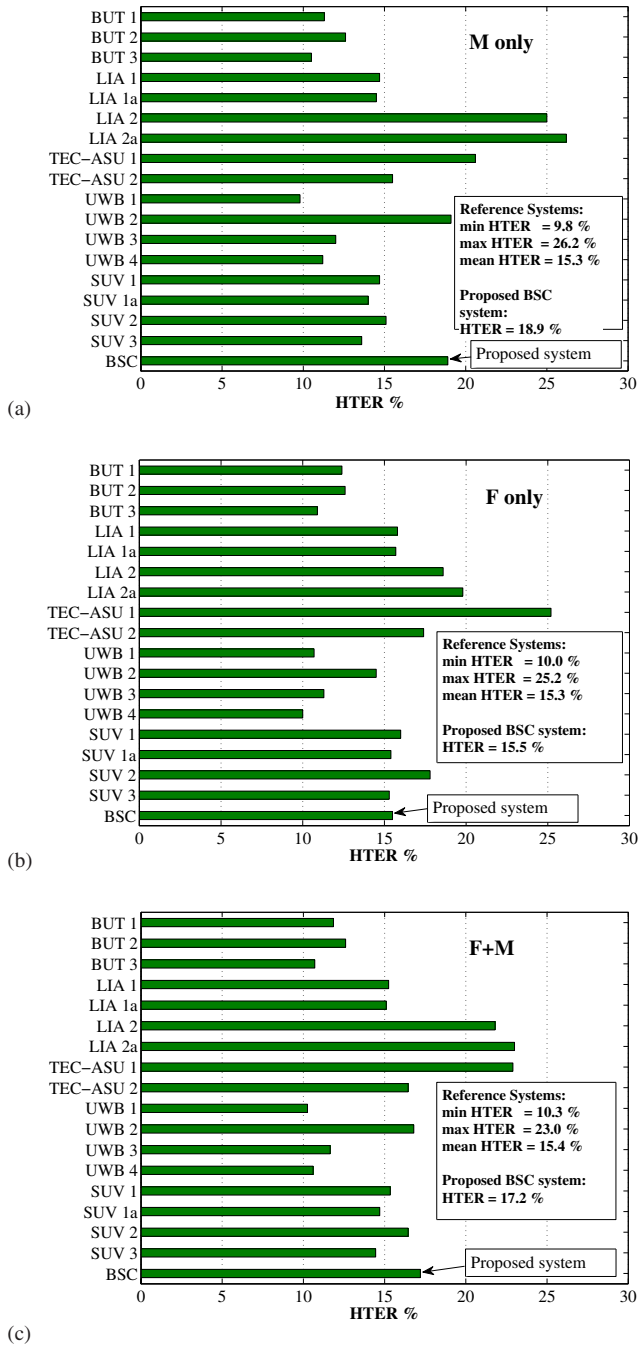 BUT 1
BUT 2
BUT 3
LIA 1
LIA 1a
LIA 2
LIA 2a
TEC−ASU 1
TEC−ASU 2
UWB 1
UWB 2
UWB 3
UWB 4
SUV 1
SUV 1a
SUV 2
SUV 3
BSC
M only
Reference Systems:
min HTER = 9.8 %
max HTER = 26.2 %
mean HTER = 15.3 %
Proposed BSC
system:
HTER = 18.9 %
Proposed system
0 5 10 15 20 25 30
HTER %
(a)
BUT 1
BUT 2
BUT 3
LIA 1
LIA 1a
LIA 2
LIA 2a
TEC−ASU 1
TEC−ASU 2
UWB 1
UWB 2
UWB 3
UWB 4
SUV 1
SUV 1a
SUV 2
SUV 3
BSC
F only
Reference Systems:
min HTER = 10.0 %
max HTER = 25.2 %
mean HTER = 15.3 %
Proposed BSC system:
HTER = 15.5 %
Proposed system
0 5 10 15 20 25 30
HTER %
(b)
BUT 1
BUT 2
BUT 3
LIA 1
LIA 1a
LIA 2
LIA 2a
TEC−ASU 1
TEC−ASU 2
UWB 1
UWB 2
UWB 3
UWB 4
SUV 1
SUV 1a
SUV 2
SUV 3
BSC
F+M
Reference Systems:
min HTER = 10.3 %
max HTER = 23.0 %
mean HTER = 15.4 %
Proposed BSC system:
HTER = 17.2 %
Proposed system
0 5 10 15 20 25 30
HTER %
(c)